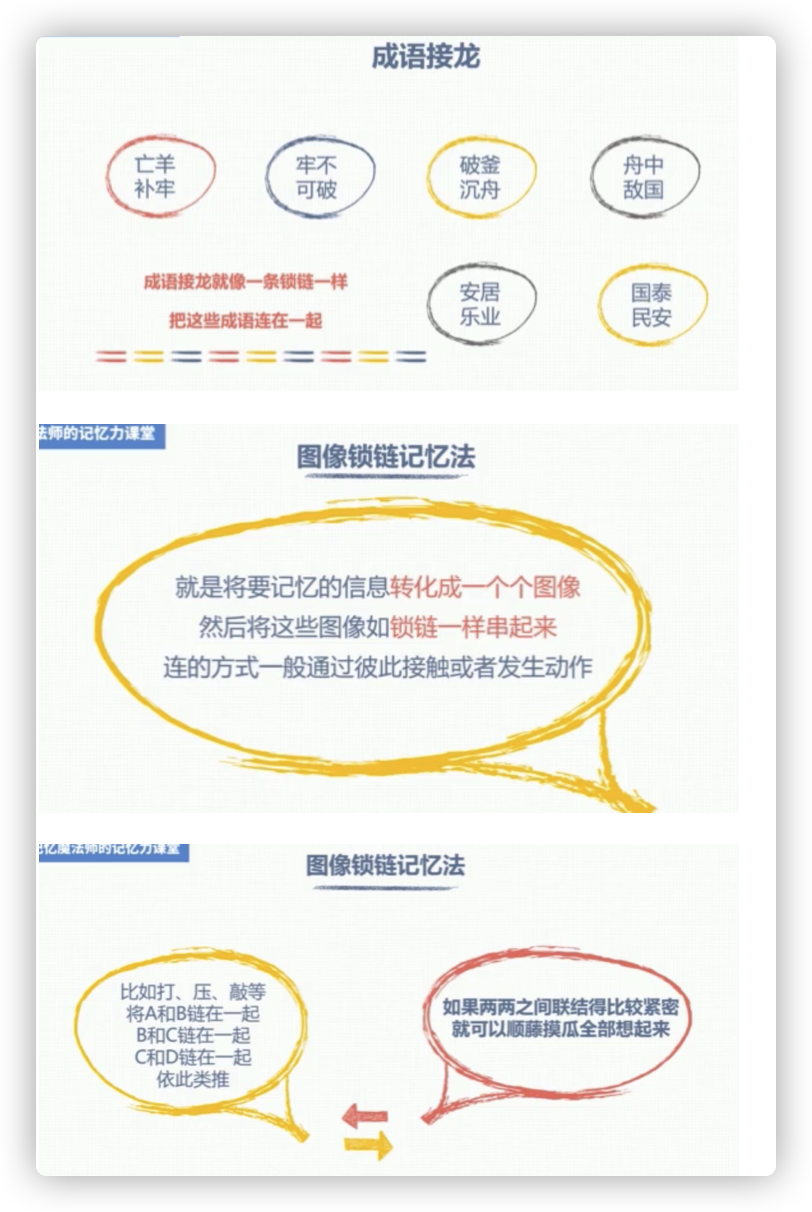 成语接龙
亡羊
补牢
牢不
可破
破釜
沉舟
舟中
敌国
成语接龙就像一条锁链一样
把这些成语连在一起
安居
乐业
国泰
民安
法师的记忆力课堂
图像锁链记忆法
就是将要记忆的信息转化成一个个图像
然后将这些图像如锁链一样串起来
连的方式一般通过彼此接触或者发生动作
记忆魔法师的记忆力课堂
图像锁链记忆法
比如打、压、敲等
将A和B链在一起
B和C链在一起
C和D链在一起
依此类推
如果两两之间联结得比较紧密
就可以顺藤摸瓜全部想起来